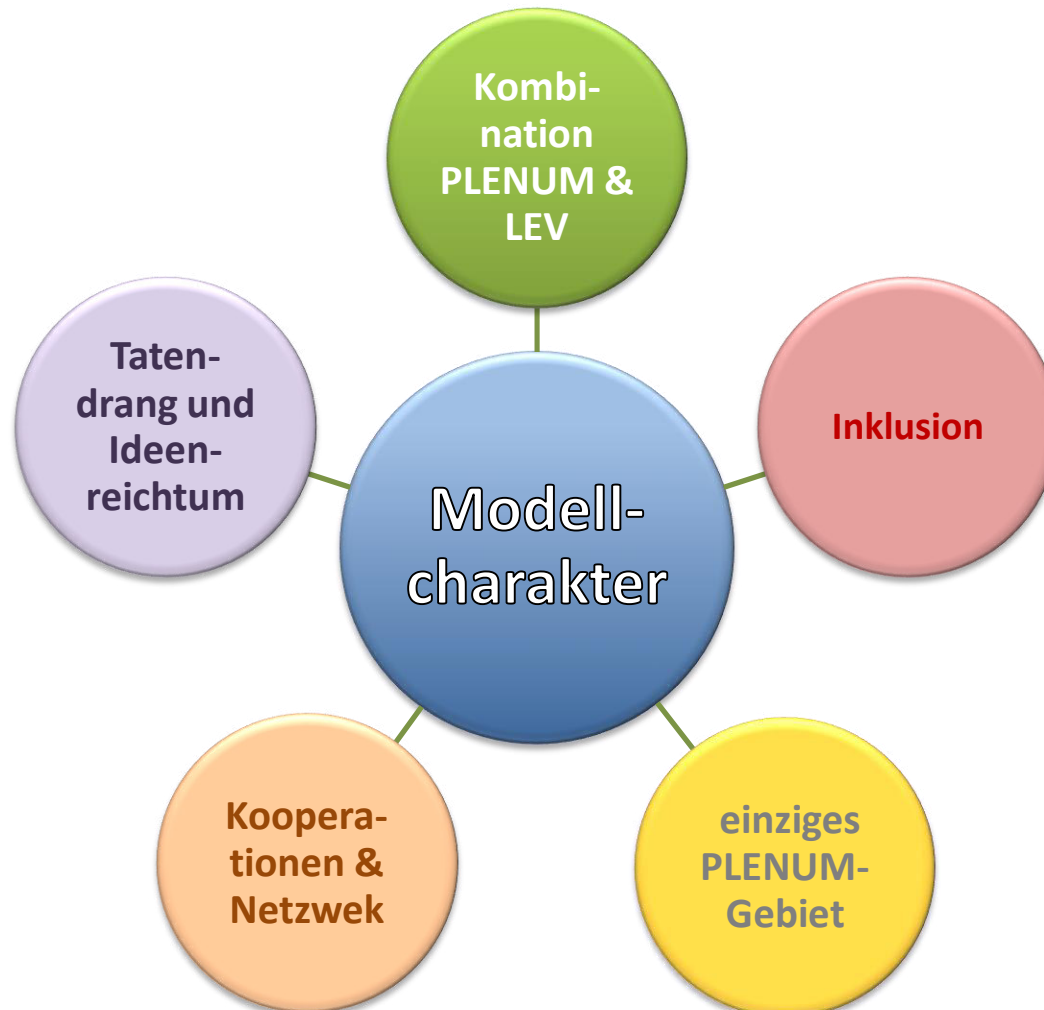 Kombi-
nation
PLENUM &
LEV
Taten-
drang und
Ideen-
reichtum
Inklusion
Modell-
charakter
Koopera-
tionen &
Netzwek
einziges
PLENUM-
Gebiet